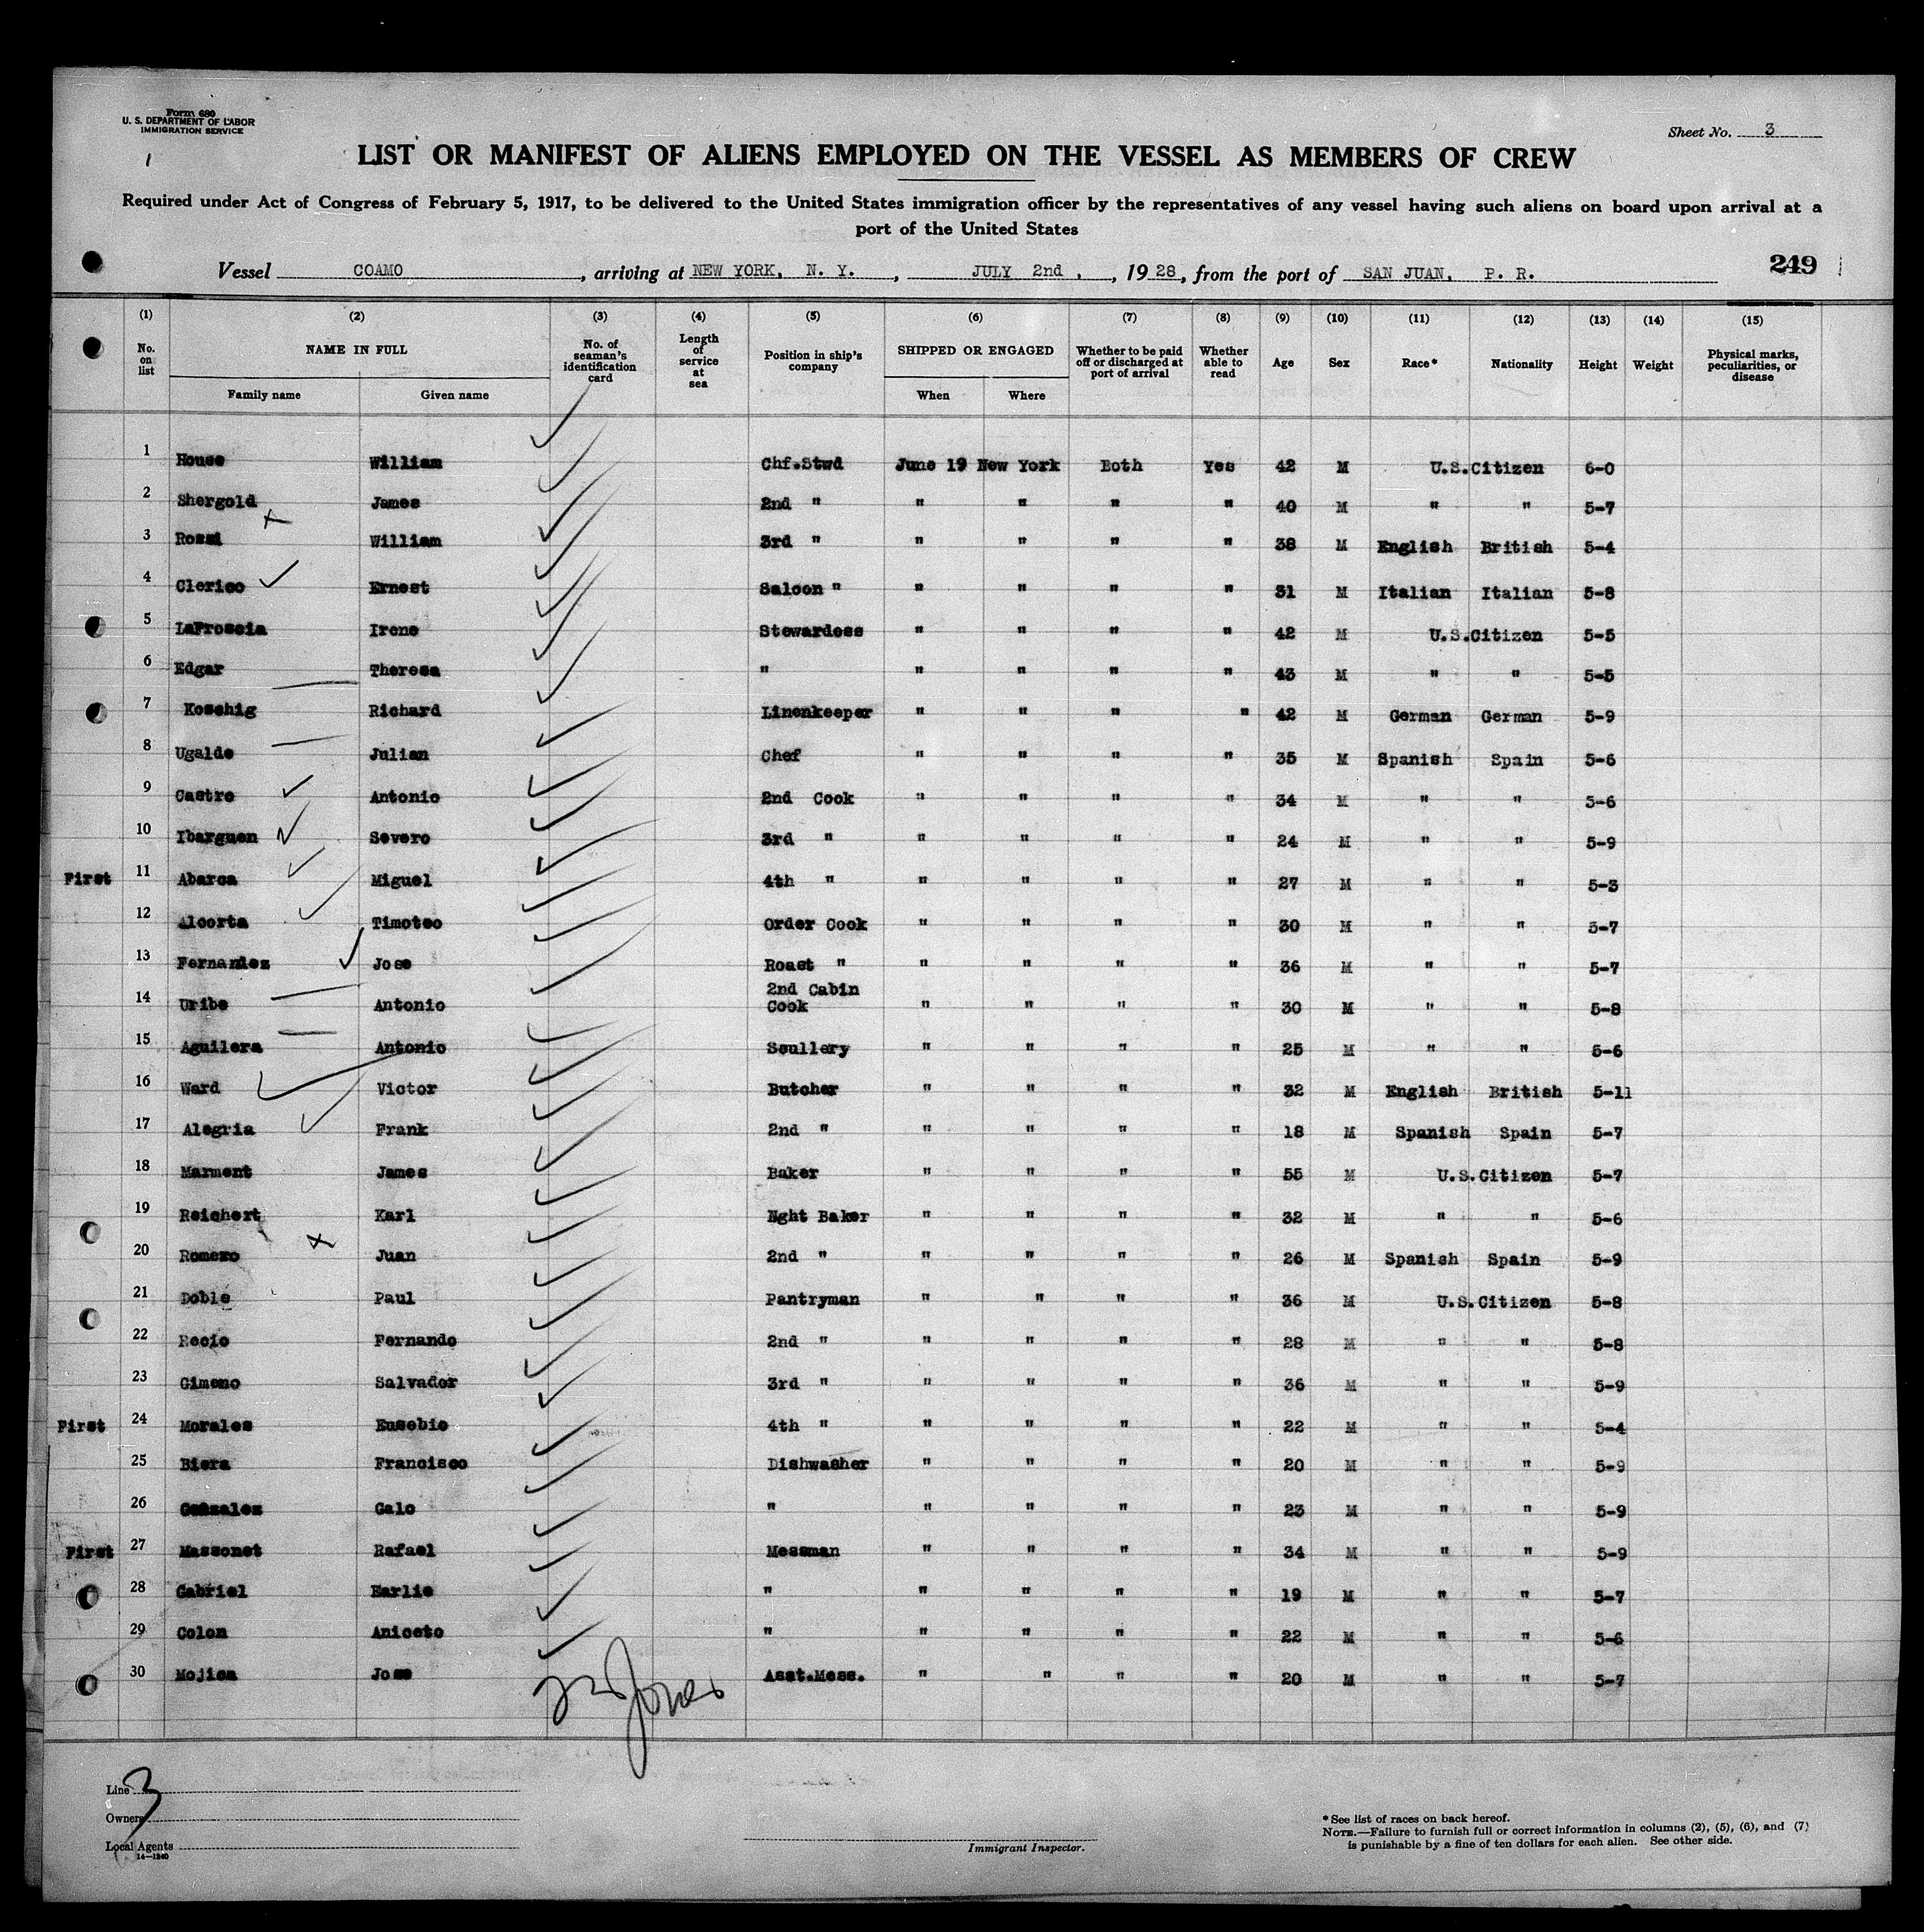 Form 680
U. S. DEPARTMENT OF LABOR
IMMIGRATION SERVICE
Sheet No. 3
LIST OR MANIFEST OF ALIENS EMPLOYED ON THE VESSEL AS MEMBERS OF CREW
Required under Act of Congress of February 5, 1917, to be delivered to the United States immigration officer by the representatives of any vessel having such aliens on board upon arrival at a
port of the United States
Vessel COAMO, arriving at NEW YORK, N. Y., JULY 2nd, 1928, from the port of SAN JUAN, P. R. 249
(1) (2) (3) (4) (5) (6) (7) (8) (9) (10) (11) (12) (13) (14) (15)
No. on list NAME IN FULL Family name Given name No. of seaman's identification card Length of service at sea Position in ship's company SHIPPED OR ENGAGED When Where Whether to be paid off or discharged at port of arrival Whether able to read Age Sex Race* Nationality Height Weight Physical marks, peculiarities, or disease
1 House William Chf.Stwd June 19 New York Both Yes 42 M U.S.Citizen 6-0
2 Shergold James 2nd " " " " " 40 M " " 5-7
3 Rossi William 3rd " " " " " 38 M English British 5-4
4 Clerico Ernest Saloon " " " " " 31 M Italian Italian 5-8
5 LaFroscia Irene Stewardess " " " " 42 M U.S.Citizen 5-5
6 Edgar Theresa " " " " " 43 M " " 5-5
7 Koschig Richard Linenkeeper " " " " 42 M German German 5-9
8 Ugalde Julian Chef " " " " 35 M Spanish Spain 5-6
9 Castro Antonio 2nd Cook " " " " 34 M " " 5-6
10 Ibarguen Severo 3rd " " " " " 24 M " " 5-9
First 11 Abarca Miguel 4th " " " " " 27 M " " 5-3
12 Alcorta Timoteo Order Cook " " " " 30 M " " 5-7
13 Fernandez Jose Roast " " " " " 36 M " " 5-7
14 Uribe Antonio 2nd Cabin Cook " " " " 30 M " " 5-8
15 Aguilera Antonio Scullery " " " " 25 M " " 5-6
16 Ward Victor Butcher " " " " 32 M English British 5-11
17 Alegria Frank 2nd " " " " " 18 M Spanish Spain 5-7
18 Marment James Baker " " " " 55 M U.S.Citizen 5-7
19 Reichert Karl Nght Baker " " " " 32 M " " 5-6
20 Romero Juan 2nd " " " " " 26 M Spanish Spain 5-9
21 Doble Paul Pantryman " " " " 36 M U.S.Citizen 5-8
22 Recio Fernando 2nd " " " " " 28 M " " 5-8
23 Gimeno Salvador 3rd " " " " " 36 M " " 5-9
First 24 Morales Eusebio 4th " " " " " 22 M " " 5-4
25 Biera Francisco Dishwasher " " " " 20 M " " 5-9
26 Gonzalez Galo " " " " " 23 M " " 5-9
First 27 Massonet Rafael Messman " " " " 34 M " " 5-9
28 Gabriel Earlie " " " " " 19 M " " 5-7
29 Colon Aniceto " " " " " 22 M " " 5-6
30 Mojica Jose Asst.Mess. " " " " 20 M " " 5-7
Jones
Line 3
Owners
Local Agents
14-1240
Immigrant Inspector.
*See list of races on back hereof.
NOTE.—Failure to furnish full or correct information in columns (2), (5), (6), and (7)
is punishable by a fine of ten dollars for each alien. See other side.